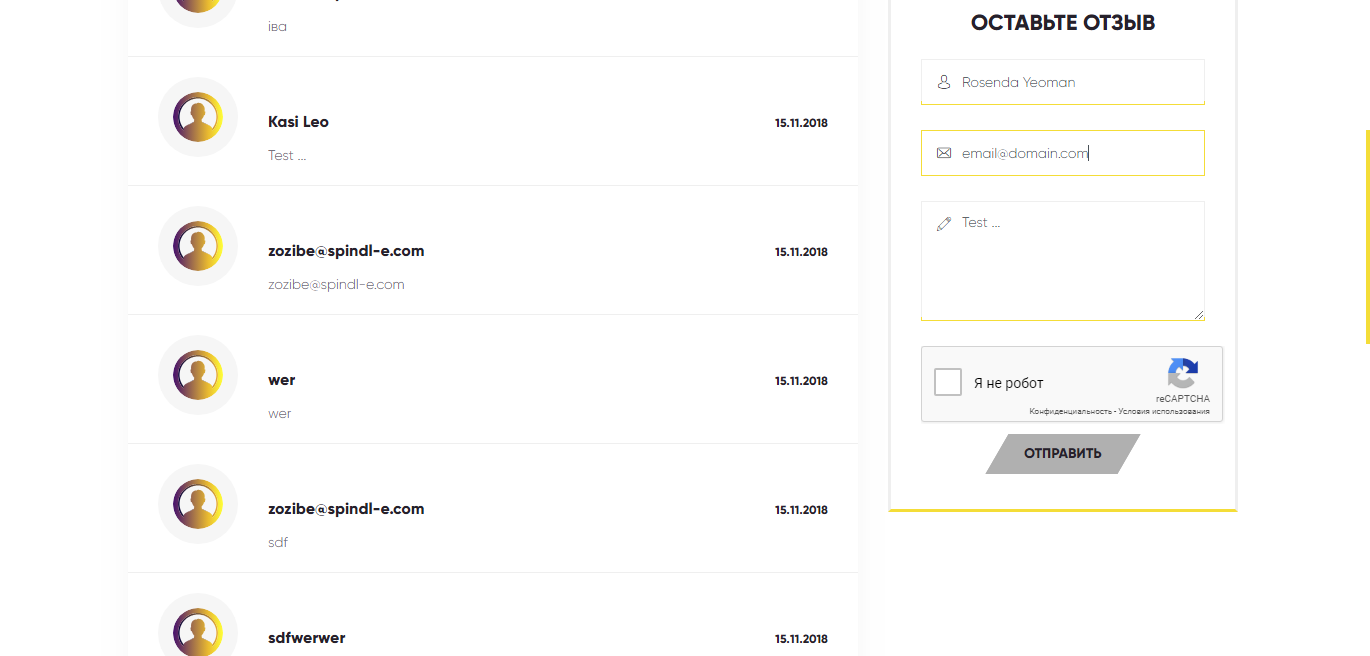 іва
Kasi Leo
15.11.2018
Test ...
zozibe@spindl-e.com
15.11.2018
zozibe@spindl-e.com
wer
15.11.2018
wer
zozibe@spindl-e.com
15.11.2018
sdf
sdfwerwer
15.11.2018
ОСТАВЬТЕ ОТЗЫВ
Rosenda Yeoman
email@domain.com
Test ...
Я не робот
reCAPTCHA
Конфиденциальность - Условия использования
ОТПРАВИТЬ